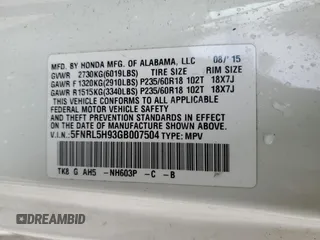 MFD. BY HONDA MFG. OF ALABAMA, LLC 08/15
GVWR 2730KG(6019LBS) TIRE SIZE RIM SIZE
GAWR F 1320KG(2910LBS) P235/60R18 102T 18X7J
GAWR R1515KG(3340LBS) P235/60R18 102T 18X7J
THIS VEHICLE CONFORMS TO ALL APPLICABLE
FEDERAL MOTOR VEHICLE SAFETY AND
THEFT PREVENTION STANDARDS IN EFFECT ON THE
DATE OF MANUFACTURE SHOWN ABOVE.
V.I.N.: 5FNRL5H93GB007504 TYPE: MPV
TK8 G AH5 -NH603P -C -B
DREAMBID